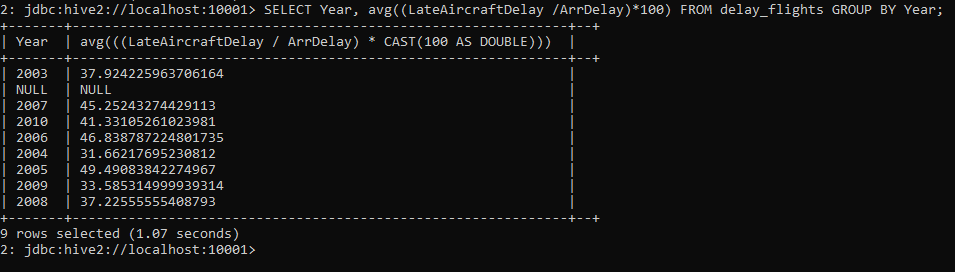 2: jdbc:hive2://localhost:10001> SELECT Year, avg((LateAircraftDelay /ArrDelay)*100) FROM delay_flights GROUP BY Year;
+-------+------------------------------------------------------------+--+
| Year | avg(((LateAircraftDelay / ArrDelay) * CAST(100 AS DOUBLE))) |
+-------+------------------------------------------------------------+--+
| 2003 | 37.924225963706164 |
| NULL | NULL |
| 2007 | 45.25243274429113 |
| 2010 | 41.33105261023981 |
| 2006 | 46.838787224801735 |
| 2004 | 31.66217695230812 |
| 2005 | 49.49083842274967 |
| 2009 | 33.585314999939314 |
| 2008 | 37.22555555408793 |
+-------+------------------------------------------------------------+--+
9 rows selected (1.07 seconds)
2: jdbc:hive2://localhost:10001>